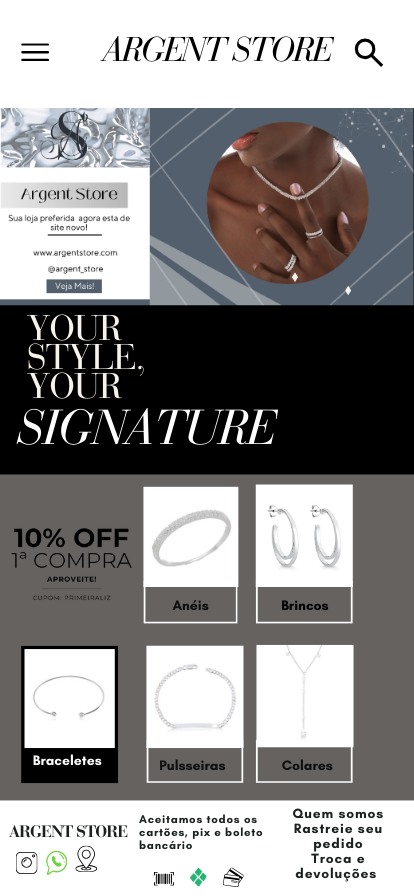 ARGENT STORE
Argent Store
Sua loja preferida agora esta de
site novo!
www.argentstore.com
@argent_store
Veja Mais!
YOUR
STYLE,
YOUR
SIGNATURE
10% OFF
1ª COMPRA
APROVEITE!
CUPOM: PRIMEIRALIZ
Anéis
Brincos
Braceletes
Pulsseiras
Colares
ARGENT STORE
Aceitamos todos os
cartões, pix e boleto
bancário
Quem somos
Rastreie seu
pedido
Troca e
devoluções